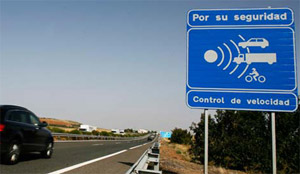 Por su seguridad
Control de velocidad